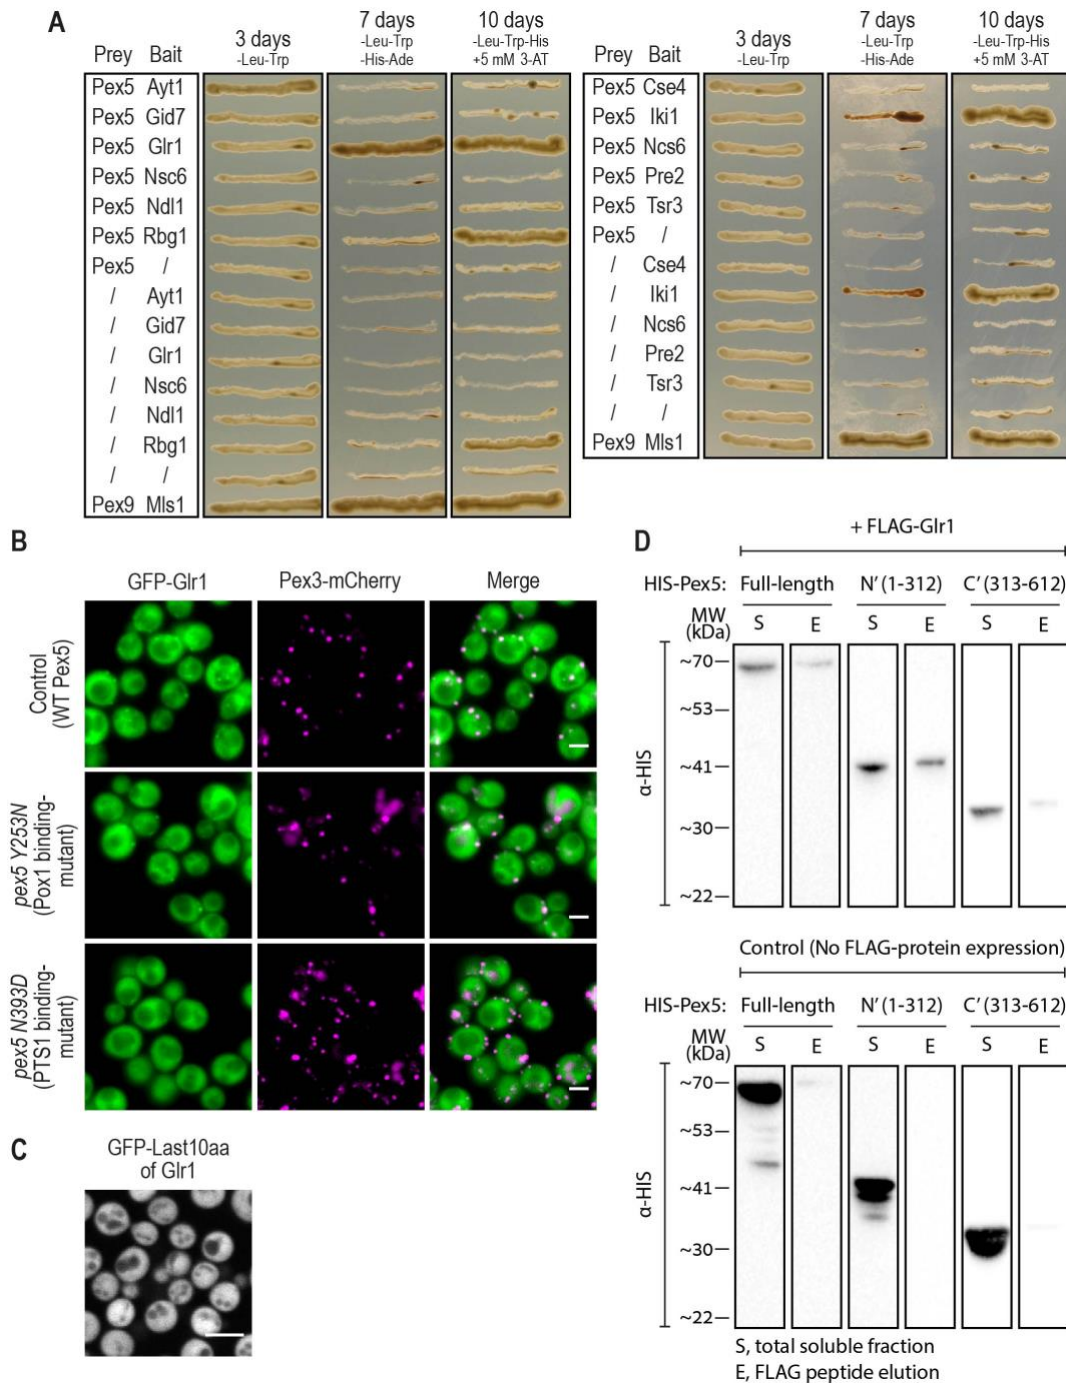 A
3 days
-Leu-Trp
7 days
-Leu-Trp
-His-Ade
10 days
-Leu-Trp-His
+5 mM 3-AT
Prey Bait
Pex5 Ayt1
Pex5 Gid7
Pex5 Glr1
Pex5 Nsc6
Pex5 Ndl1
Pex5 Rbg1
Pex5 /
/ Ayt1
/ Gid7
/ Glr1
/ Nsc6
/ Ndl1
/ Rbg1
/ /
Pex9 Mls1
3 days
-Leu-Trp
7 days
-Leu-Trp
-His-Ade
10 days
-Leu-Trp-His
+5 mM 3-AT
Prey Bait
Pex5 Cse4
Pex5 Iki1
Pex5 Ncs6
Pex5 Pre2
Pex5 Tsr3
Pex5 /
/ Cse4
/ Iki1
/ Ncs6
/ Pre2
/ Tsr3
/ /
Pex9 Mls1
B
GFP-Glr1 Pex3-mCherry Merge
Control
(WT Pex5)
pex5 Y253N
(Pox1 binding-
mutant)
pex5 N393D
(PTS1 binding-
mutant)
C
GFP-Last10aa
of Glr1
D
+ FLAG-Glr1
HIS-Pex5: Full-length N' (1-312) C' (313-612)
MW
(kDa)
S E S E S E
~70
~53
~41
~30
~22
α-HIS
Control (No FLAG-protein expression)
HIS-Pex5: Full-length N' (1-312) C' (313-612)
MW
(kDa)
S E S E S E
~70
~53
~41
~30
~22
α-HIS
S, total soluble fraction
E, FLAG peptide elution